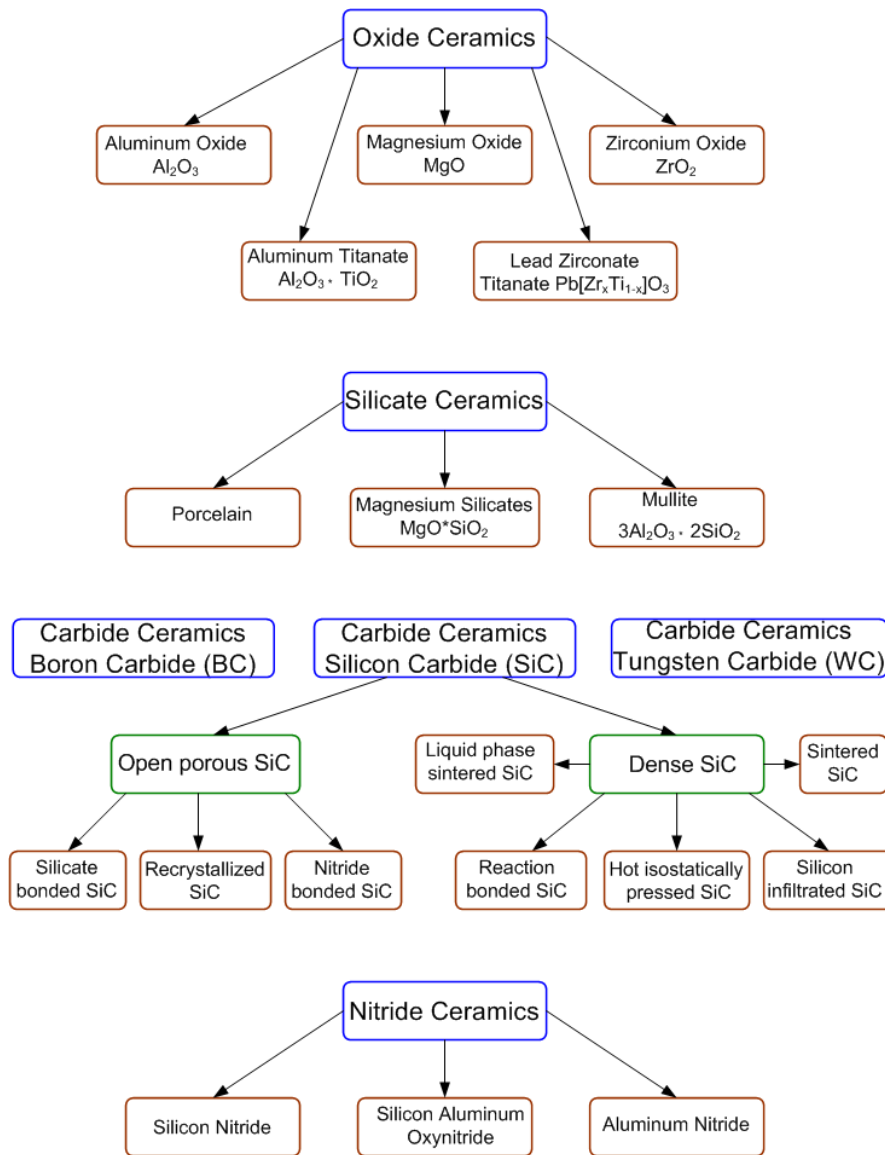 Oxide Ceramics
Aluminum Oxide
Al₂O₃
Magnesium Oxide
MgO
Zirconium Oxide
ZrO₂
Aluminum Titanate
Al₂O₃ * TiO₂
Lead Zirconate
Titanate Pb[ZrₓTi₁₋ₓ]O₃
Silicate Ceramics
Porcelain
Magnesium Silicates
MgO*SiO₂
Mullite
3Al₂O₃ * 2SiO₂
Carbide Ceramics
Boron Carbide (BC)
Carbide Ceramics
Silicon Carbide (SiC)
Carbide Ceramics
Tungsten Carbide (WC)
Open porous SiC
Liquid phase
sintered SiC
Dense SiC
Sintered
SiC
Silicate
bonded SiC
Recrystallized
SiC
Nitride
bonded SiC
Reaction
bonded SiC
Hot isostatically
pressed SiC
Silicon
infiltrated SiC
Nitride Ceramics
Silicon Nitride
Silicon Aluminum
Oxynitride
Aluminum Nitride